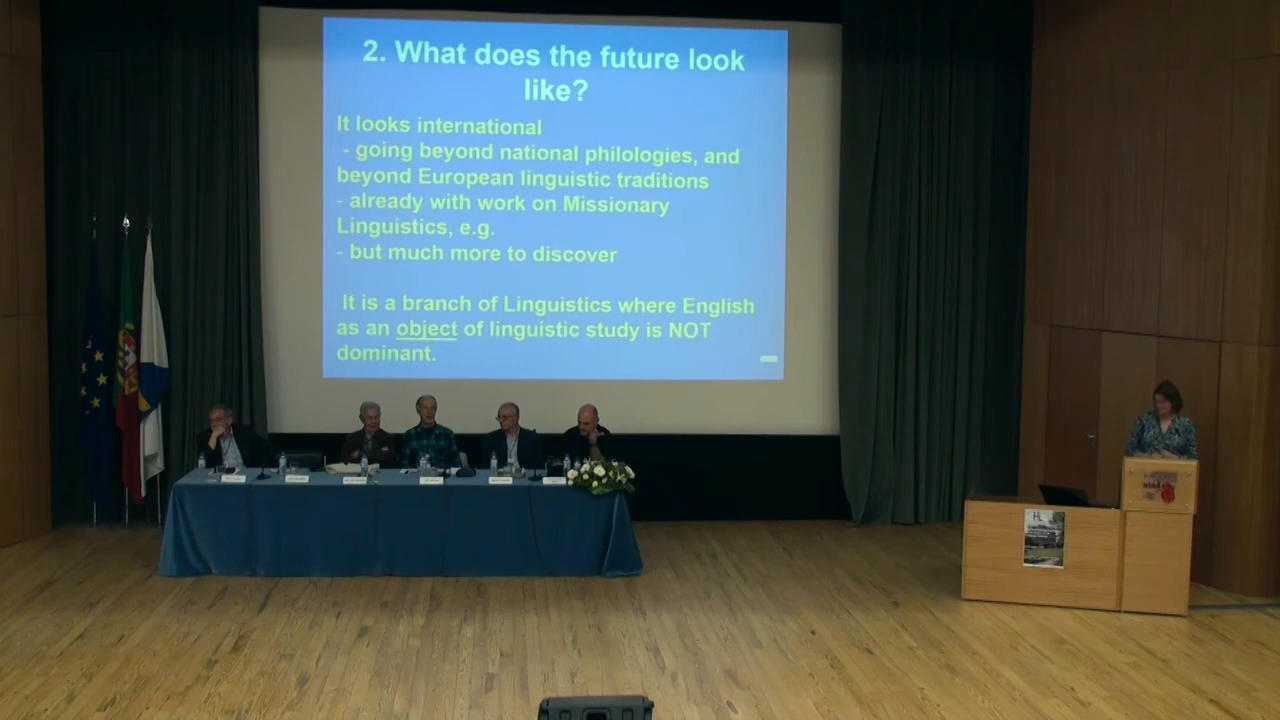 2. What does the future look
like?
It looks international
- going beyond national philologies, and
beyond European linguistic traditions
- already with work on Missionary
Linguistics, e.g.
- but much more to discover
It is a branch of Linguistics where English
as an object of linguistic study is NOT
dominant.